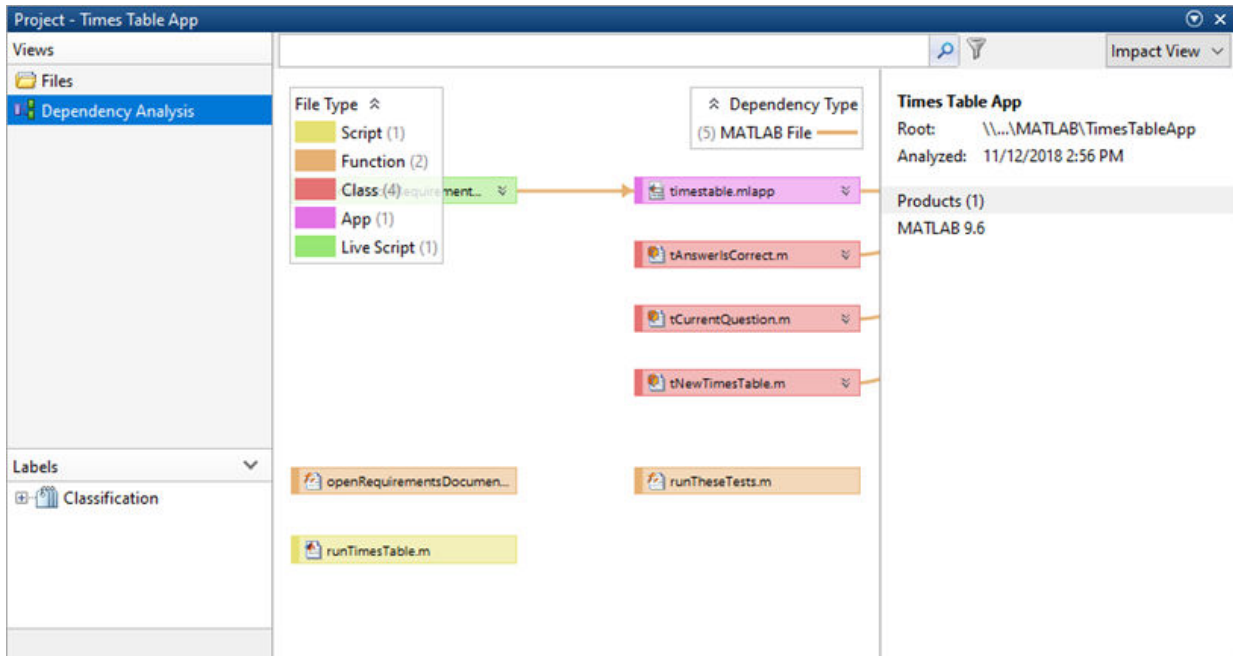 Project - Times Table App
Views
Files
Dependency Analysis
Labels
Classification
Impact View
File Type
Script (1)
Function (2)
Class (4)
App (1)
Live Script (1)
Dependency Type
(5) MATLAB File
timestable.mlapp
tAnswerIsCorrect.m
tCurrentQuestion.m
tNewTimesTable.m
openRequirementsDocumen...
runTheseTests.m
runTimesTable.m
Times Table App
Root: \\...\MATLAB\TimesTableApp
Analyzed: 11/12/2018 2:56 PM
Products (1)
MATLAB 9.6